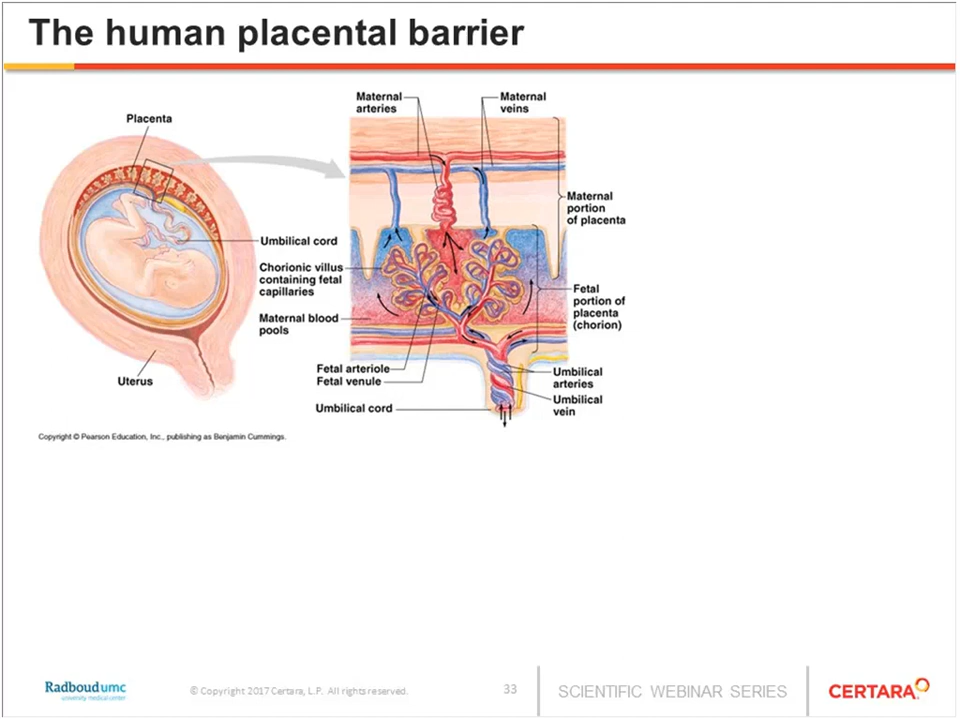 The human placental barrier
Placenta
Umbilical cord
Uterus
Maternal
arteries
Maternal
veins
Maternal
portion
of placenta
Chorionic villus
containing fetal
capillaries
Maternal blood
pools
Fetal
portion of
placenta
(chorion)
Fetal arteriole
Fetal venule
Umbilical cord
Umbilical
arteries
Umbilical
vein
Copyright © Pearson Education, Inc., publishing as Benjamin Cummings.
Radboudumc
university medical center
© Copyright 2017 Certara, L.P. All rights reserved.
33
SCIENTIFIC WEBINAR SERIES
CERTARA